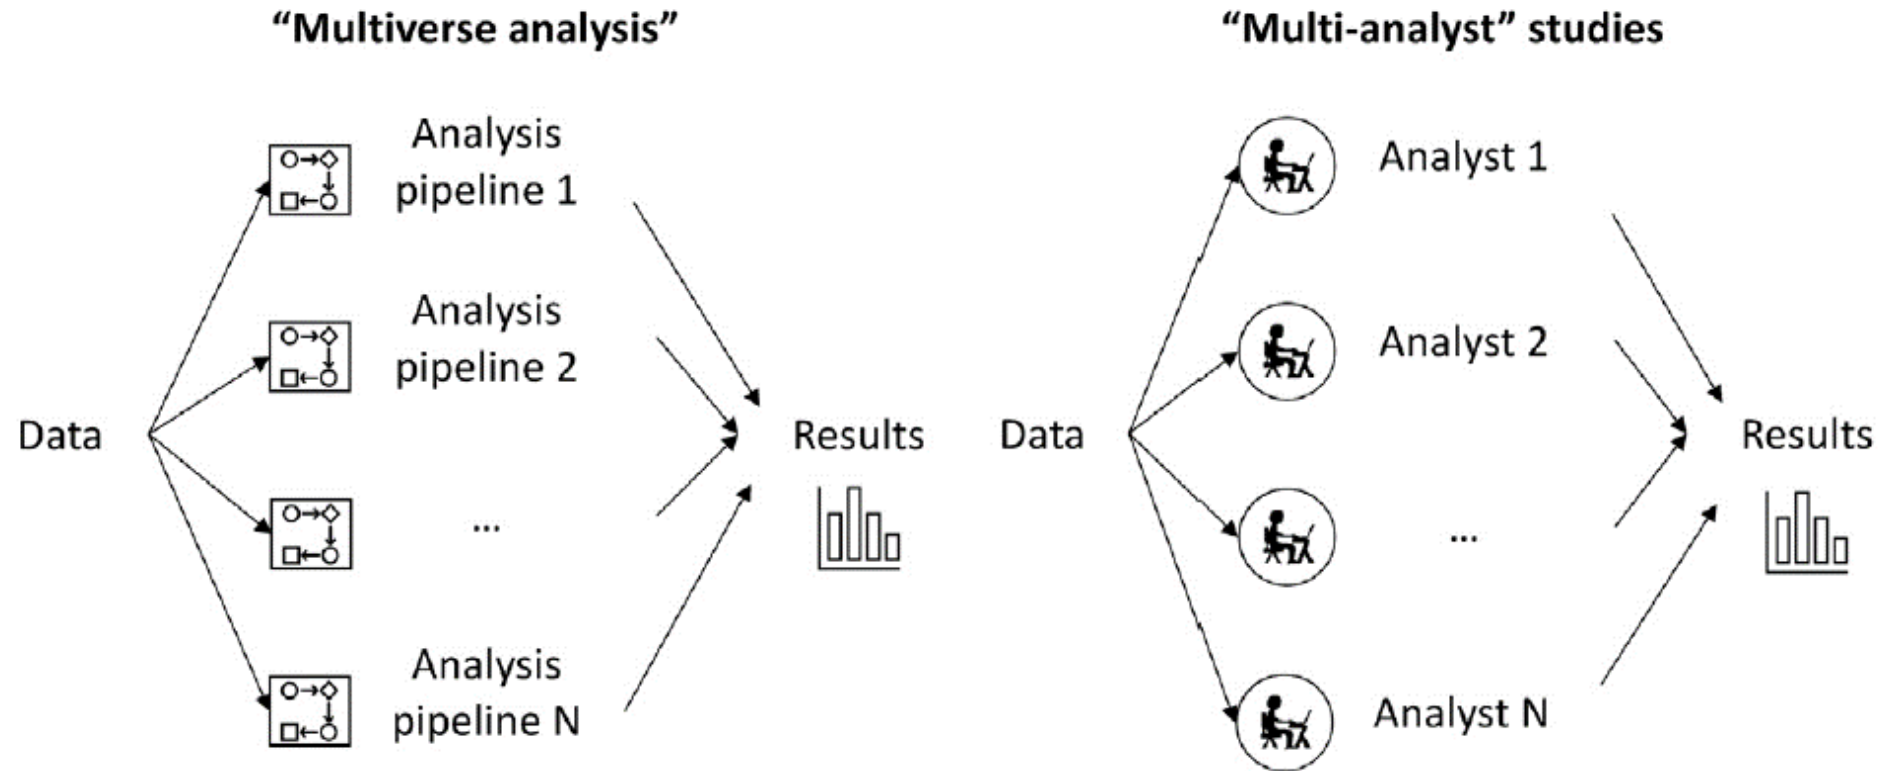 “Multiverse analysis”
Analysis
pipeline 1
Analysis
pipeline 2
Data
Results
...
Analysis
pipeline N
“Multi-analyst” studies
Analyst 1
Analyst 2
Data
Results
...
Analyst N